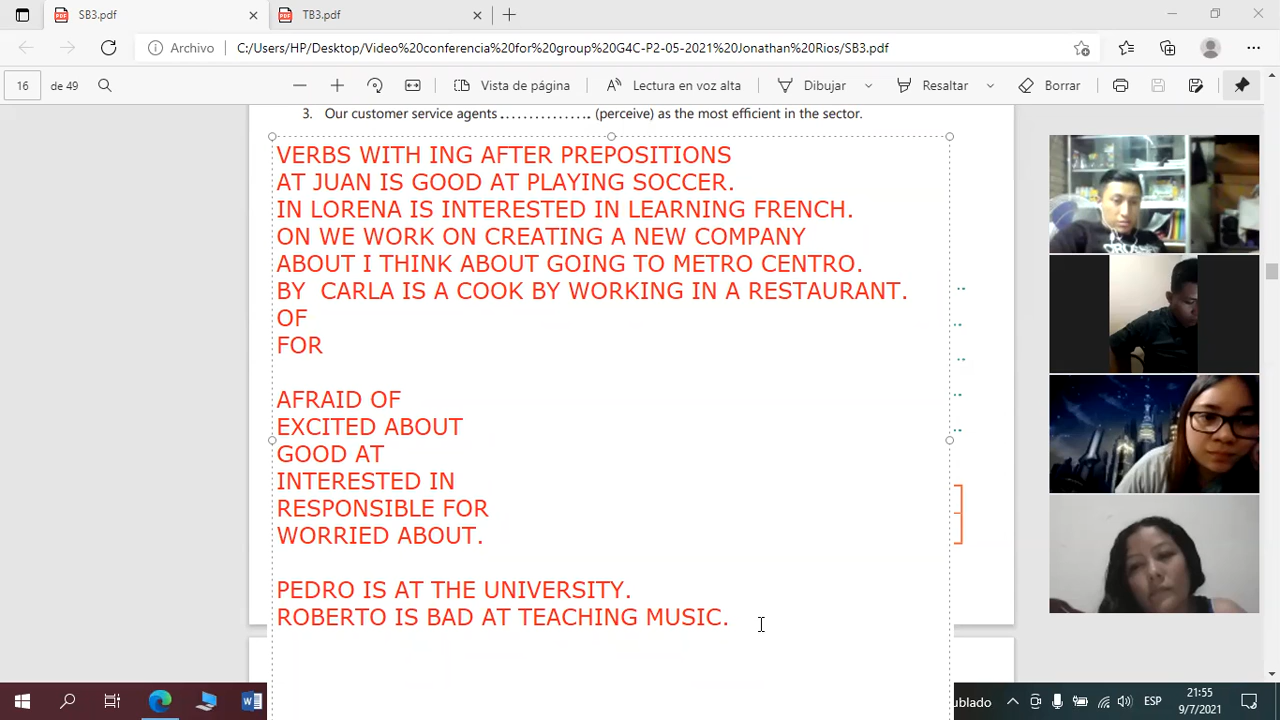 SB3.pdf
TB3.pdf
Archivo
C:/Users/HP/Desktop/Video%20conferencia%20for%20group%20G4C-P2-05-2021%20Jonathan%20Rios/SB3.pdf
16 de 49
Vista de página
Lectura en voz alta
Dibujar
Resaltar
Borrar
3. Our customer service agents ............... (perceive) as the most efficient in the sector.
VERBS WITH ING AFTER PREPOSITIONS
AT JUAN IS GOOD AT PLAYING SOCCER.
IN LORENA IS INTERESTED IN LEARNING FRENCH.
ON WE WORK ON CREATING A NEW COMPANY
ABOUT I THINK ABOUT GOING TO METRO CENTRO.
BY CARLA IS A COOK BY WORKING IN A RESTAURANT.
OF
FOR
AFRAID OF
EXCITED ABOUT
GOOD AT
INTERESTED IN
RESPONSIBLE FOR
WORRIED ABOUT.
PEDRO IS AT THE UNIVERSITY.
ROBERTO IS BAD AT TEACHING MUSIC.
ublado
ESP
21:55
9/7/2021